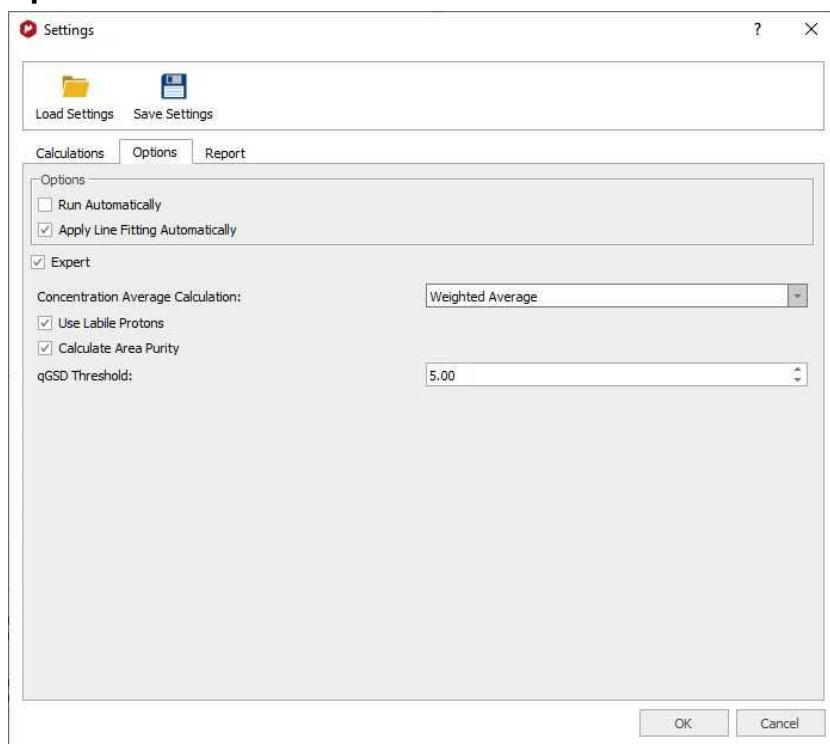 Settings
?
Load Settings Save Settings
Calculations Options Report
Options
Run Automatically
Apply Line Fitting Automatically
Expert
Concentration Average Calculation: Weighted Average
Use Labile Protons
Calculate Area Purity
qGSD Threshold: 5.00
OK Cancel